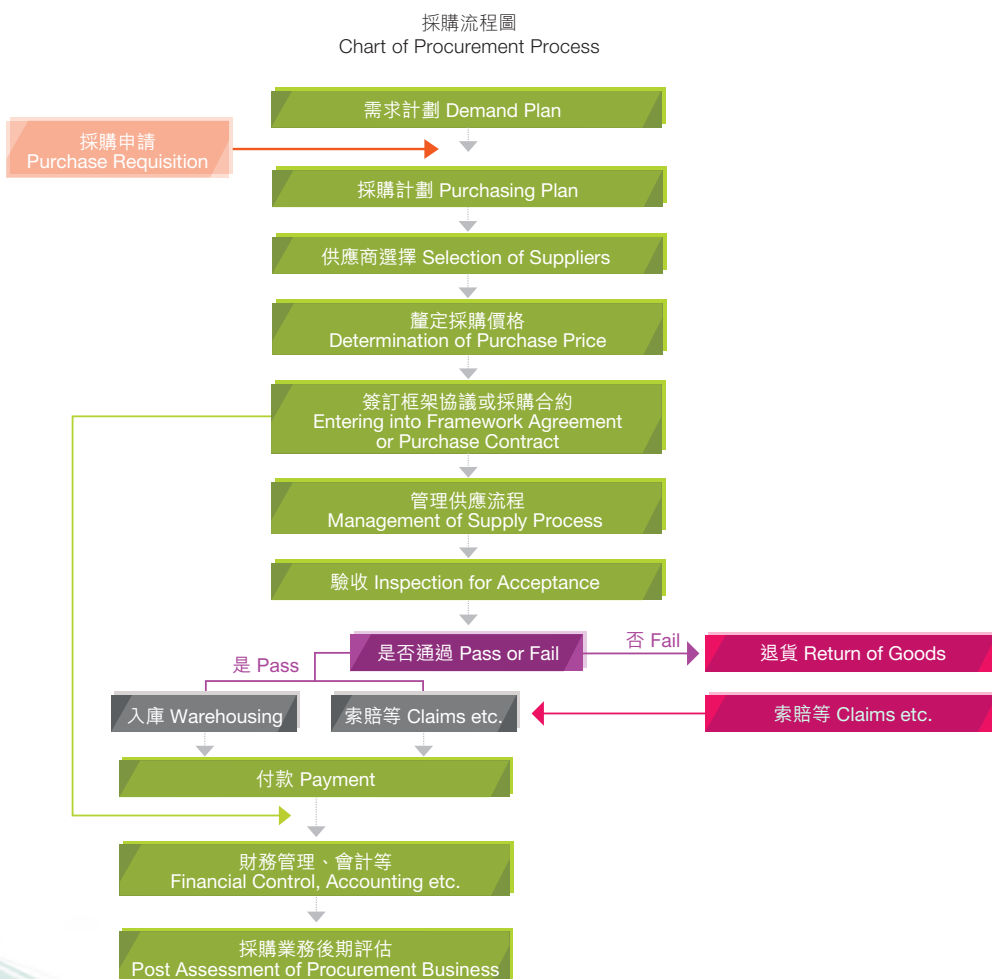 採購流程圖
Chart of Procurement Process
需求計劃 Demand Plan
採購申請
Purchase Requisition
採購計劃 Purchasing Plan
供應商選擇 Selection of Suppliers
釐定採購價格
Determination of Purchase Price
簽訂框架協議或採購合約
Entering into Framework Agreement
or Purchase Contract
管理供應流程
Management of Supply Process
驗收 Inspection for Acceptance
是否通過 Pass or Fail
否 Fail
退貨 Return of Goods
是 Pass
入庫 Warehousing
索賠等 Claims etc.
索賠等 Claims etc.
付款 Payment
財務管理、會計等
Financial Control, Accounting etc.
採購業務後期評估
Post Assessment of Procurement Business